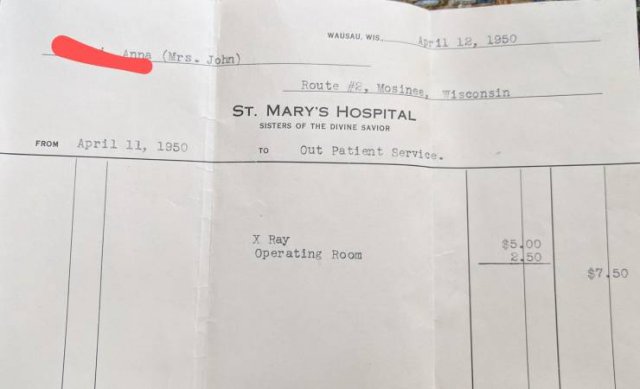 WAUSAU, WIS., April 12, 1950
Anna (Mrs. John)
Route #2, Mosinee, Wisconsin
ST. MARY'S HOSPITAL
SISTERS OF THE DIVINE SAVIOR
FROM April 11, 1950 TO Out Patient Service.
X Ray $5.00
Operating Room 2.50
$7.50